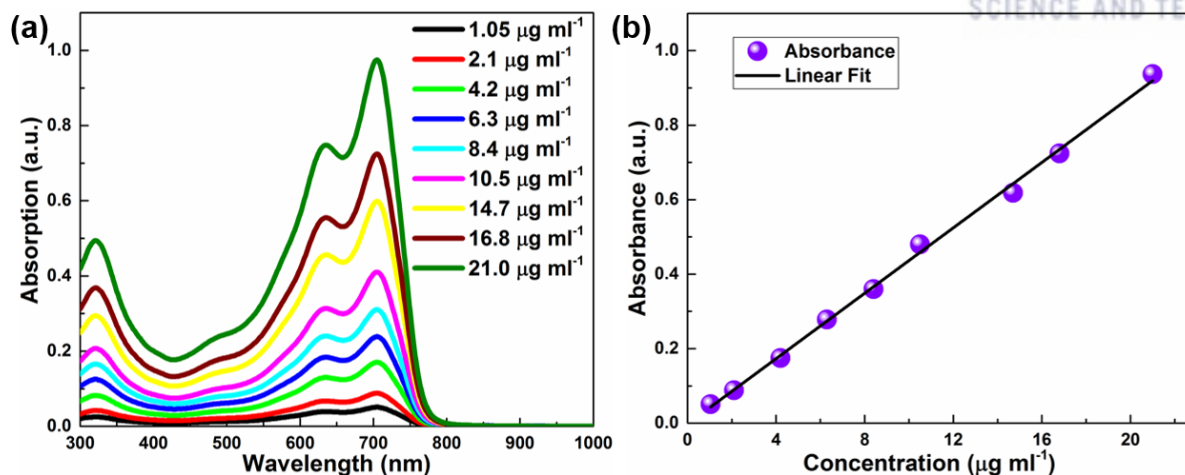 SCIENCE AND TE
(a)
1.05 μg ml⁻¹
2.1 μg ml⁻¹
4.2 μg ml⁻¹
6.3 μg ml⁻¹
8.4 μg ml⁻¹
10.5 μg ml⁻¹
14.7 μg ml⁻¹
16.8 μg ml⁻¹
21.0 μg ml⁻¹
Absorption (a.u.)
1.0
0.8
0.6
0.4
0.2
0.0
300 400 500 600 700 800 900 1000
Wavelength (nm)
(b)
Absorbance
Linear Fit
Absorbance (a.u.)
1.0
0.8
0.6
0.4
0.2
0.0
0 4 8 12 16 20
Concentration (μg ml⁻¹)